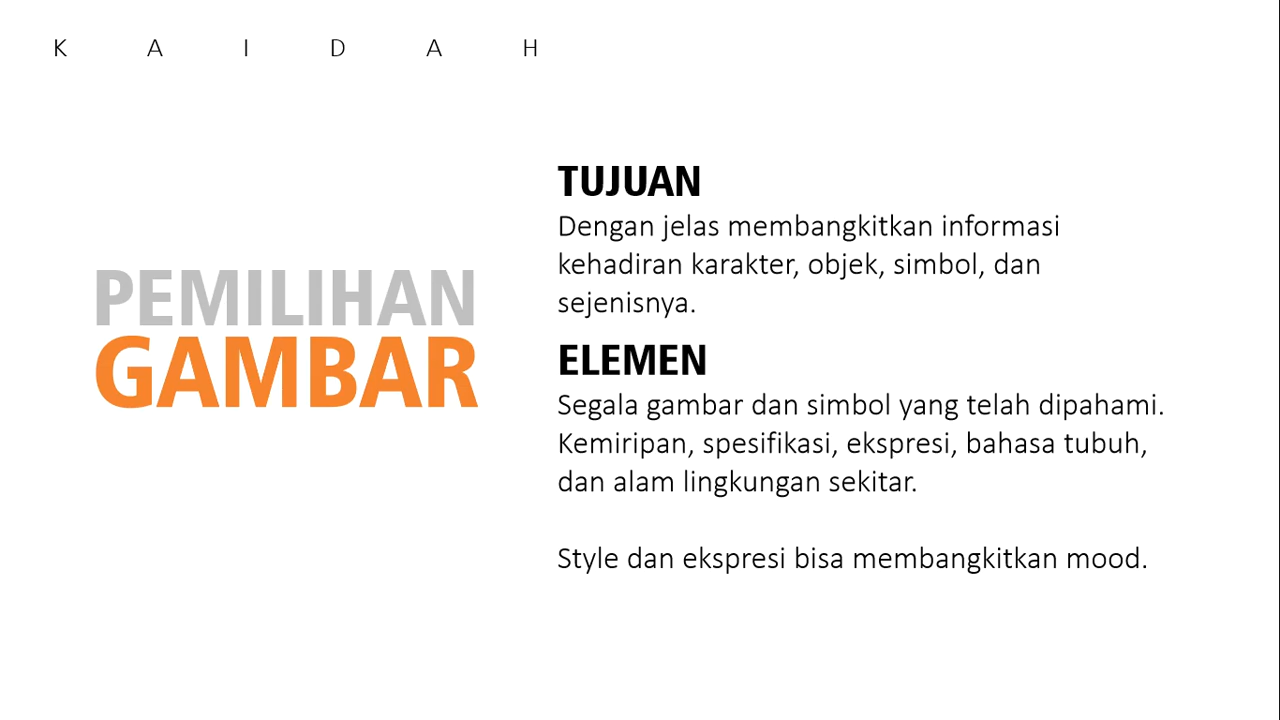 K A I D A H
PEMILIHAN
GAMBAR
TUJUAN
Dengan jelas membangkitkan informasi
kehadiran karakter, objek, simbol, dan
sejenisnya.
ELEMEN
Segala gambar dan simbol yang telah dipahami.
Kemiripan, spesifikasi, ekspresi, bahasa tubuh,
dan alam lingkungan sekitar.
Style dan ekspresi bisa membangkitkan mood.